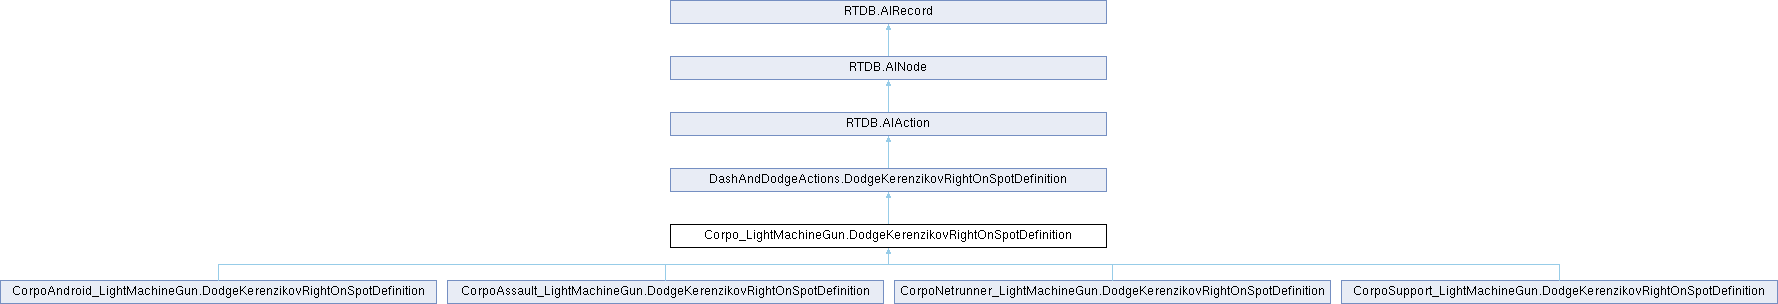 RTDB.AIRecord
RTDB.AINode
RTDB.AIAction
DashAndDodgeActions.DodgeKerenzikovRightOnSpotDefinition
Corpo_LightMachineGun.DodgeKerenzikovRightOnSpotDefinition
CorpoAndroid_LightMachineGun.DodgeKerenzikovRightOnSpotDefinition
CorpoAssault_LightMachineGun.DodgeKerenzikovRightOnSpotDefinition
CorpoNetrunner_LightMachineGun.DodgeKerenzikovRightOnSpotDefinition
CorpoSupport_LightMachineGun.DodgeKerenzikovRightOnSpotDefinition